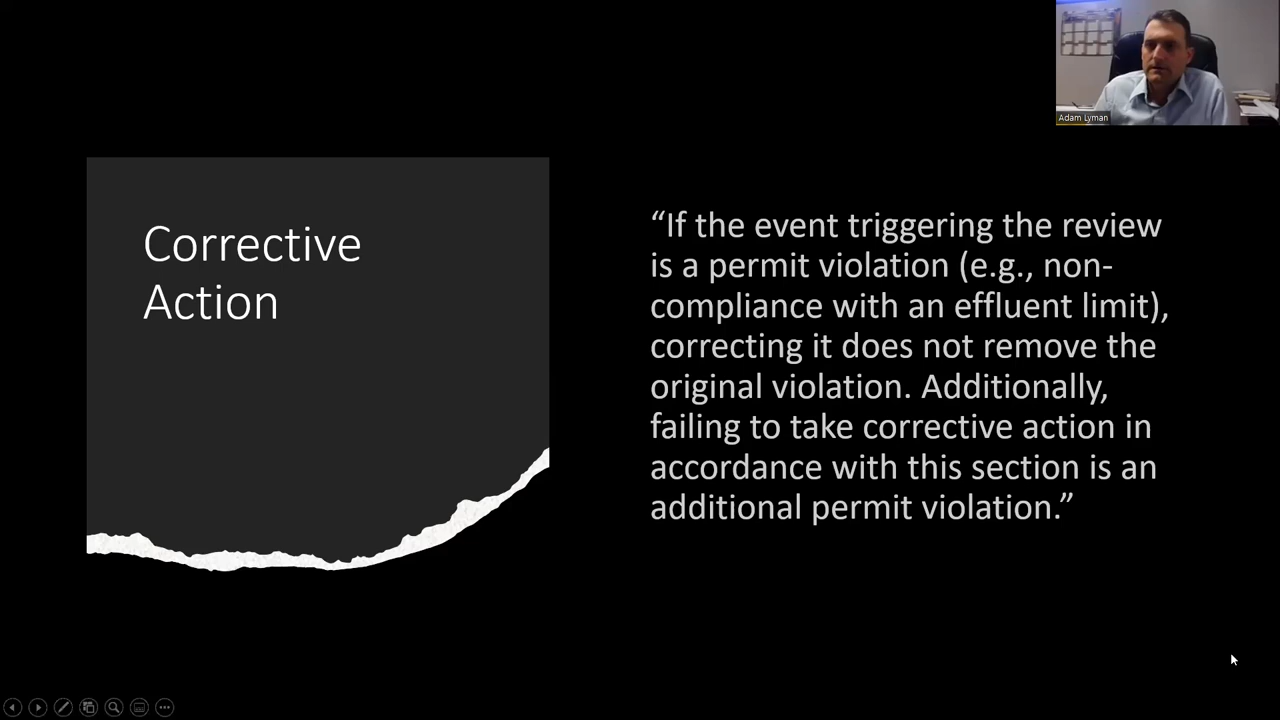 Adam Lyman
Corrective
Action
“If the event triggering the review
is a permit violation (e.g., non-
compliance with an effluent limit),
correcting it does not remove the
original violation. Additionally,
failing to take corrective action in
accordance with this section is an
additional permit violation.”